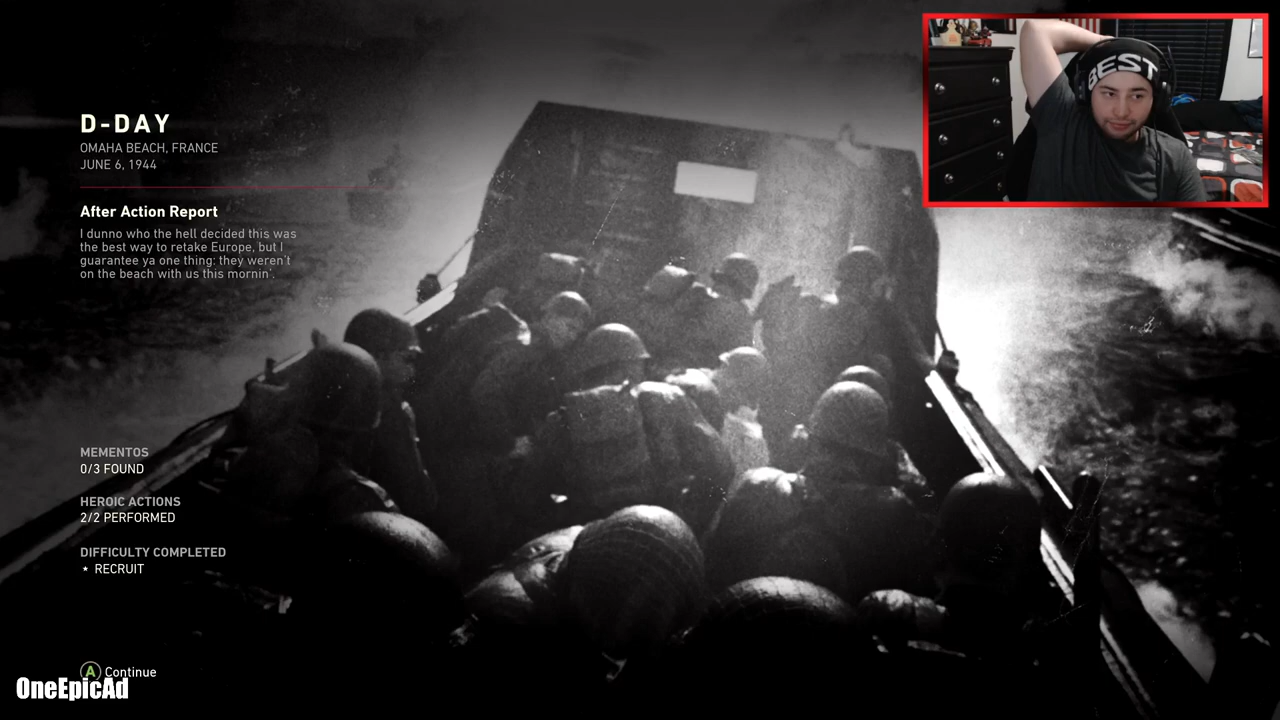 BEST
D-DAY
OMAHA BEACH, FRANCE
JUNE 6, 1944
After Action Report
I dunno who the hell decided this was
the best way to retake Europe, but I
guarantee ya one thing: they weren't
on the beach with us this mornin'.
MEMENTOS
0/3 FOUND
HEROIC ACTIONS
2/2 PERFORMED
DIFFICULTY COMPLETED
★ RECRUIT
A Continue
OneEpicAd